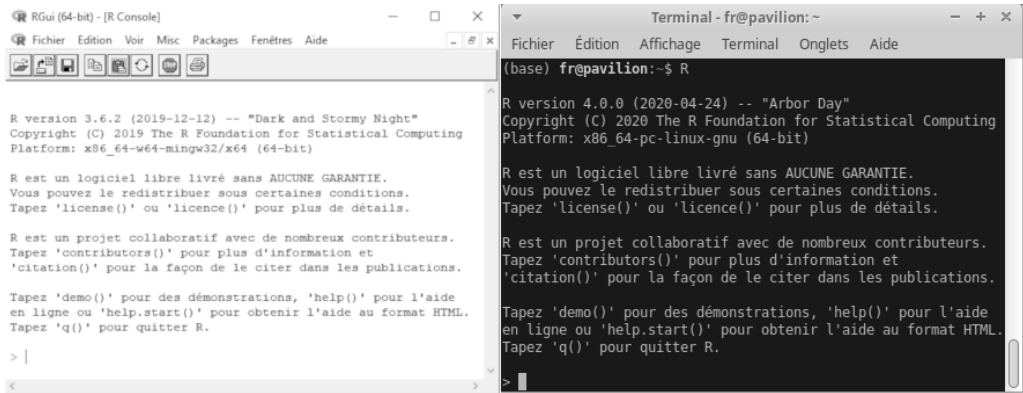 RGui (64-bit) - [R Console]
Fichier Edition Voir Misc Packages Fenêtres Aide
R version 3.6.2 (2019-12-12) -- "Dark and Stormy Night"
Copyright (C) 2019 The R Foundation for Statistical Computing
Platform: x86_64-w64-mingw32/x64 (64-bit)
R est un logiciel libre livré sans AUCUNE GARANTIE.
Vous pouvez le redistribuer sous certaines conditions.
Tapez 'license()' ou 'licence()' pour plus de détails.
R est un projet collaboratif avec de nombreux contributeurs.
Tapez 'contributors()' pour plus d'information et
'citation()' pour la façon de le citer dans les publications.
Tapez 'demo()' pour des démonstrations, 'help()' pour l'aide
en ligne ou 'help.start()' pour obtenir l'aide au format HTML.
Tapez 'q()' pour quitter R.
>
Terminal - fr@pavilion: ~
Fichier Édition Affichage Terminal Onglets Aide
(base) fr@pavilion:~$ R
R version 4.0.0 (2020-04-24) -- "Arbor Day"
Copyright (C) 2020 The R Foundation for Statistical Computing
Platform: x86_64-pc-linux-gnu (64-bit)
R est un logiciel libre livré sans AUCUNE GARANTIE.
Vous pouvez le redistribuer sous certaines conditions.
Tapez 'license()' ou 'licence()' pour plus de détails.
R est un projet collaboratif avec de nombreux contributeurs.
Tapez 'contributors()' pour plus d'information et
'citation()' pour la façon de le citer dans les publications.
Tapez 'demo()' pour des démonstrations, 'help()' pour l'aide
en ligne ou 'help.start()' pour obtenir l'aide au format HTML.
Tapez 'q()' pour quitter R.
>